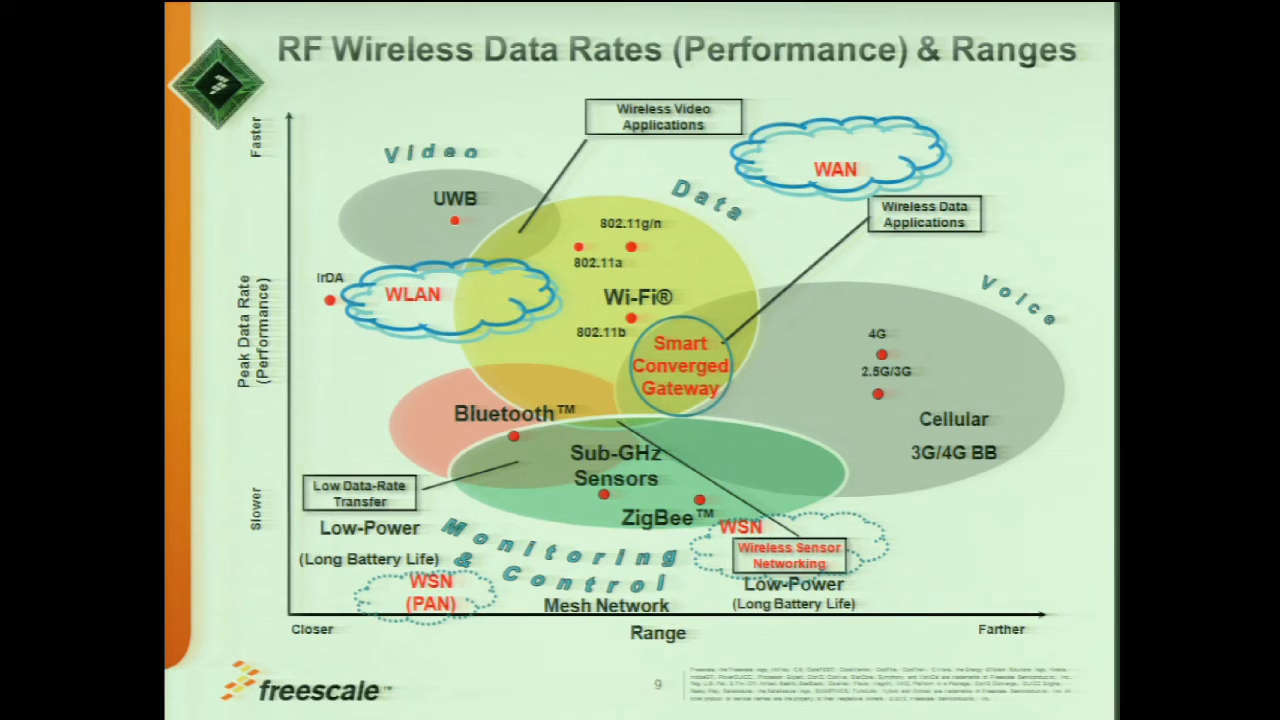 RF Wireless Data Rates (Performance) & Ranges
Faster
Video
Wireless Video
Applications
WAN
UWB
Data
802.11g/n
Wireless Data
Applications
802.11a
IrDA
WLAN
Wi-Fi®
Voice
Peak Data Rate
(Performance)
802.11b
Smart
Converged
Gateway
4G
2.5G/3G
Bluetooth™
Cellular
3G/4G BB
Sub-GHz
Sensors
Low Data-Rate
Transfer
Slower
ZigBee™
WSN
Low-Power
(Long Battery Life)
Monitoring
& Control
Wireless Sensor
Networking
WSN
(PAN)
Mesh Network
Low-Power
(Long Battery Life)
Closer
Range
Farther
freescale™
9